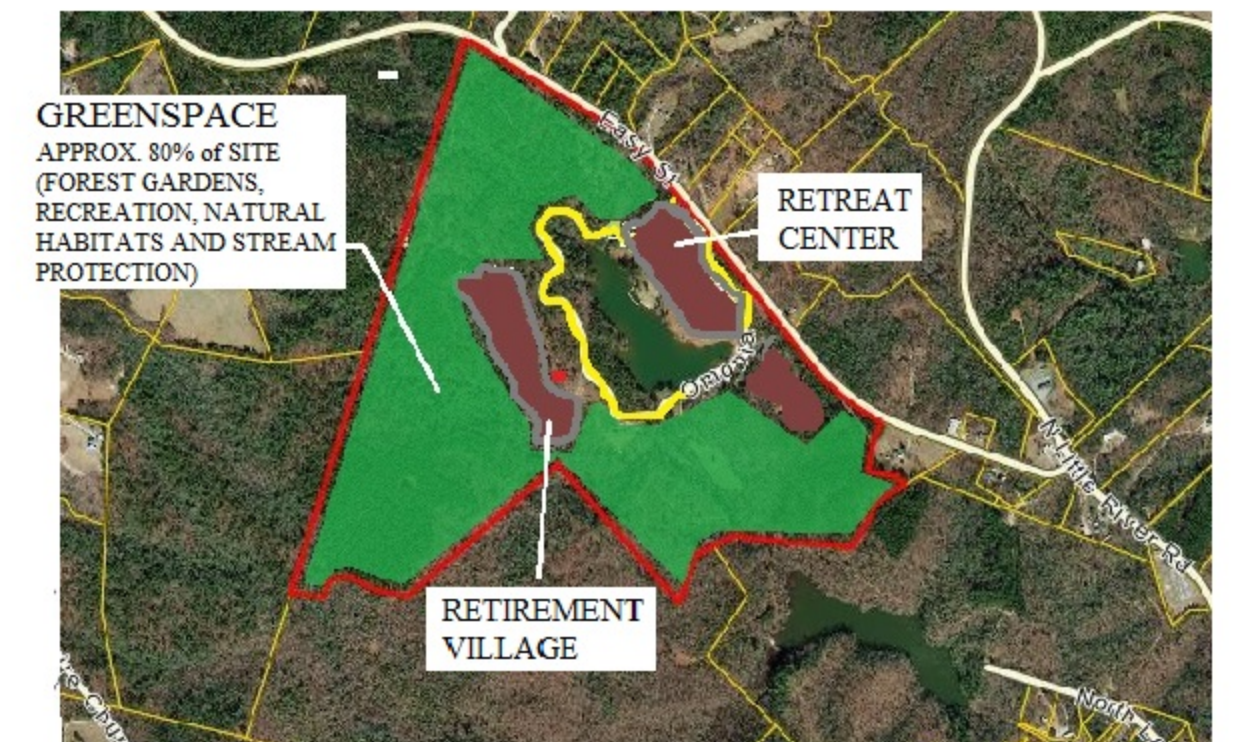 GREENSPACE
APPROX. 80% of SITE
(FOREST GARDENS,
RECREATION, NATURAL
HABITATS AND STREAM
PROTECTION)
Easy St
RETREAT
CENTER
Omania
N Little River Rd
RETIREMENT
VILLAGE
North